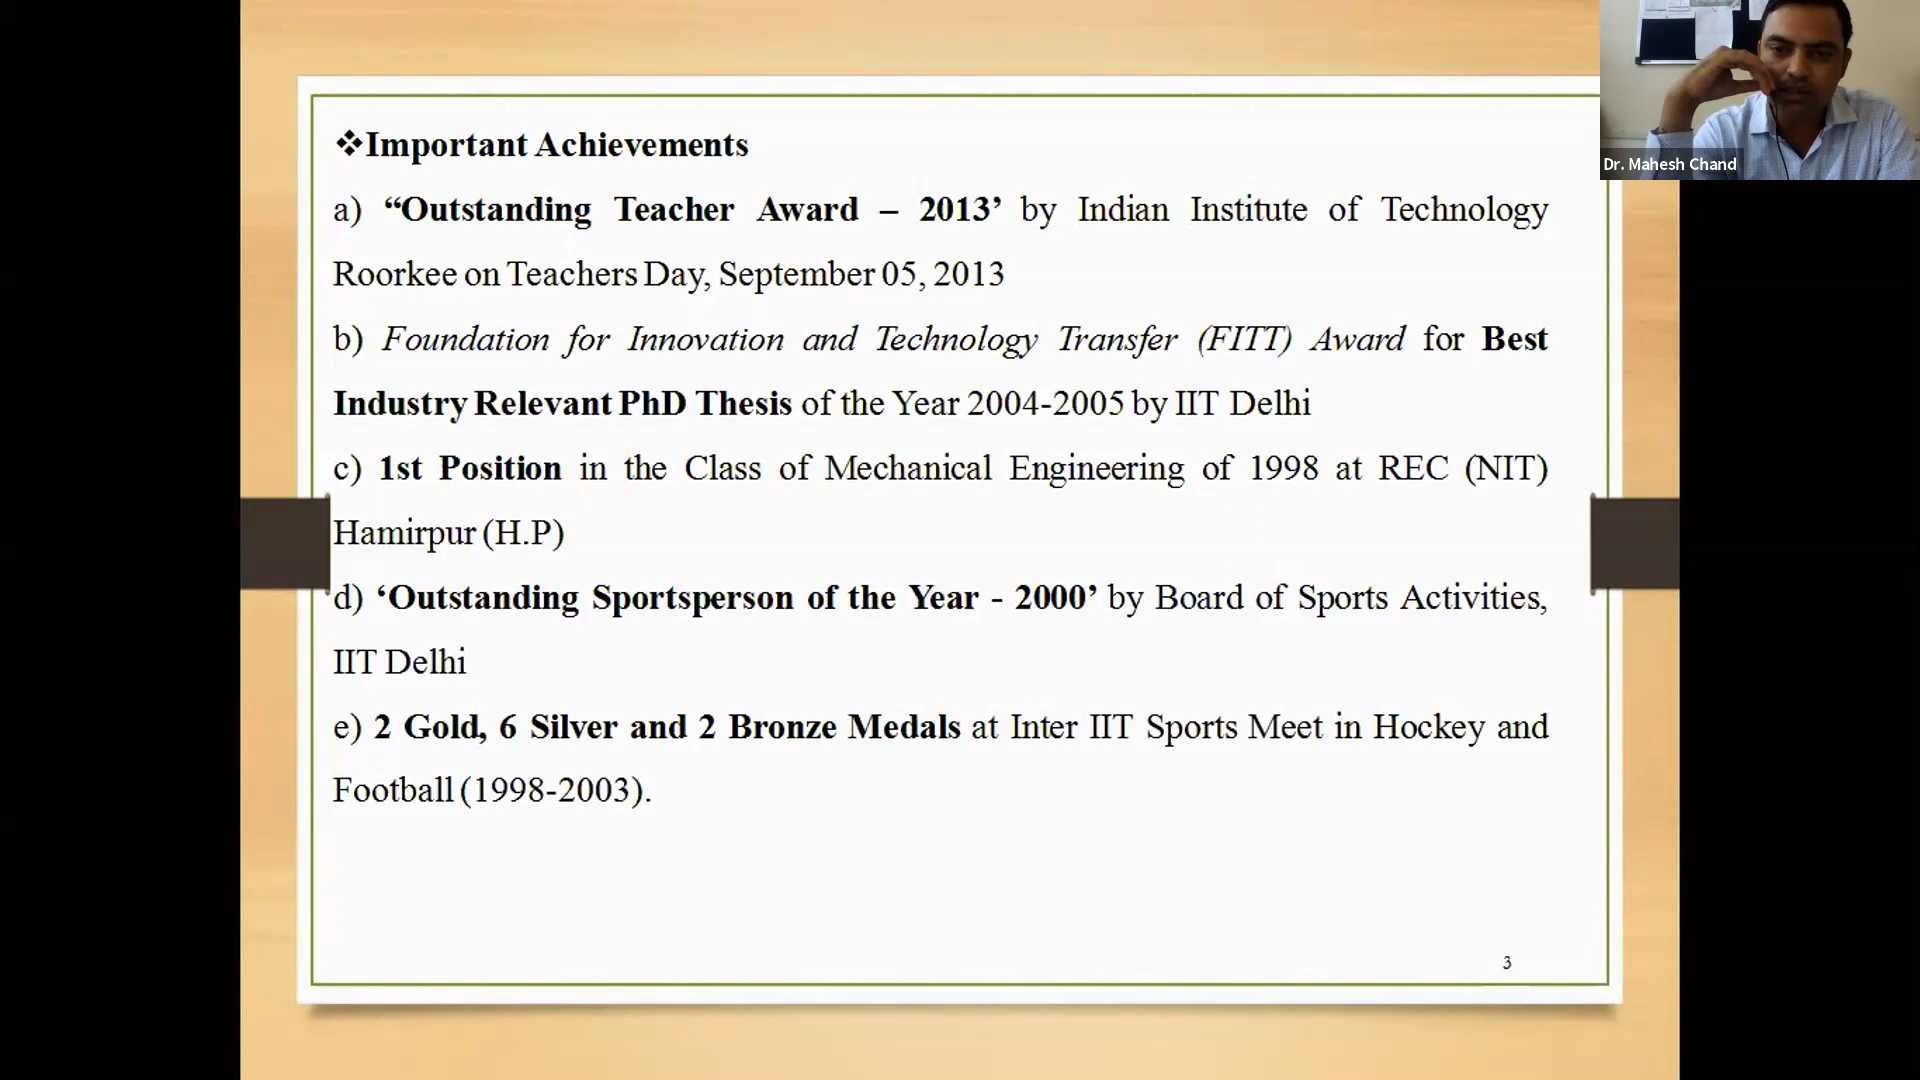 ❖Important Achievements
a) “Outstanding Teacher Award – 2013’ by Indian Institute of Technology
Roorkee on Teachers Day, September 05, 2013
b) Foundation for Innovation and Technology Transfer (FITT) Award for Best
Industry Relevant PhD Thesis of the Year 2004-2005 by IIT Delhi
c) 1st Position in the Class of Mechanical Engineering of 1998 at REC (NIT)
Hamirpur (H.P)
d) ‘Outstanding Sportsperson of the Year - 2000’ by Board of Sports Activities,
IIT Delhi
e) 2 Gold, 6 Silver and 2 Bronze Medals at Inter IIT Sports Meet in Hockey and
Football (1998-2003).
3
Dr. Mahesh Chand